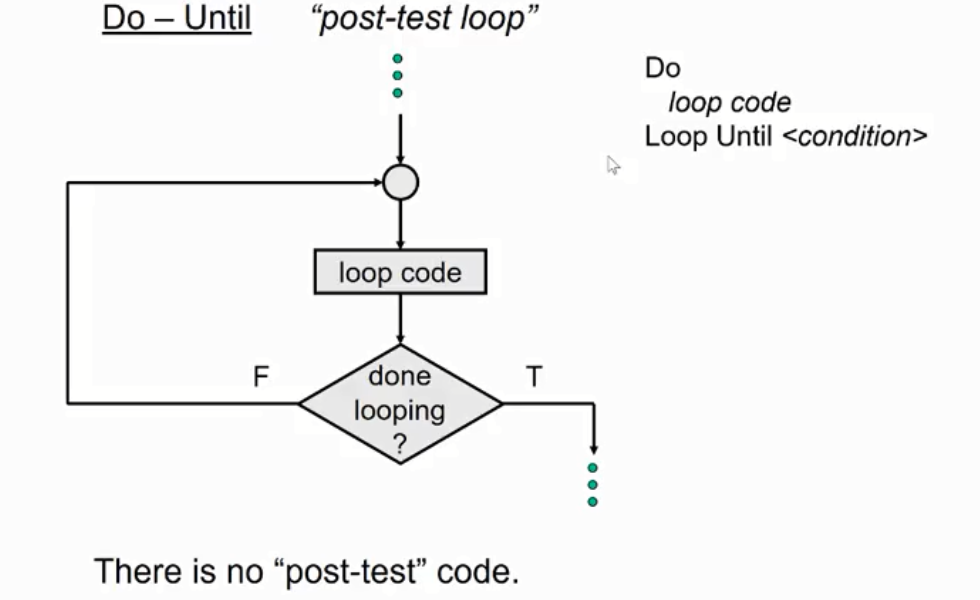 Do – Until “post-test loop”
Do
loop code
Loop Until <condition>
loop code
F
done
T
looping
?
There is no “post-test” code.